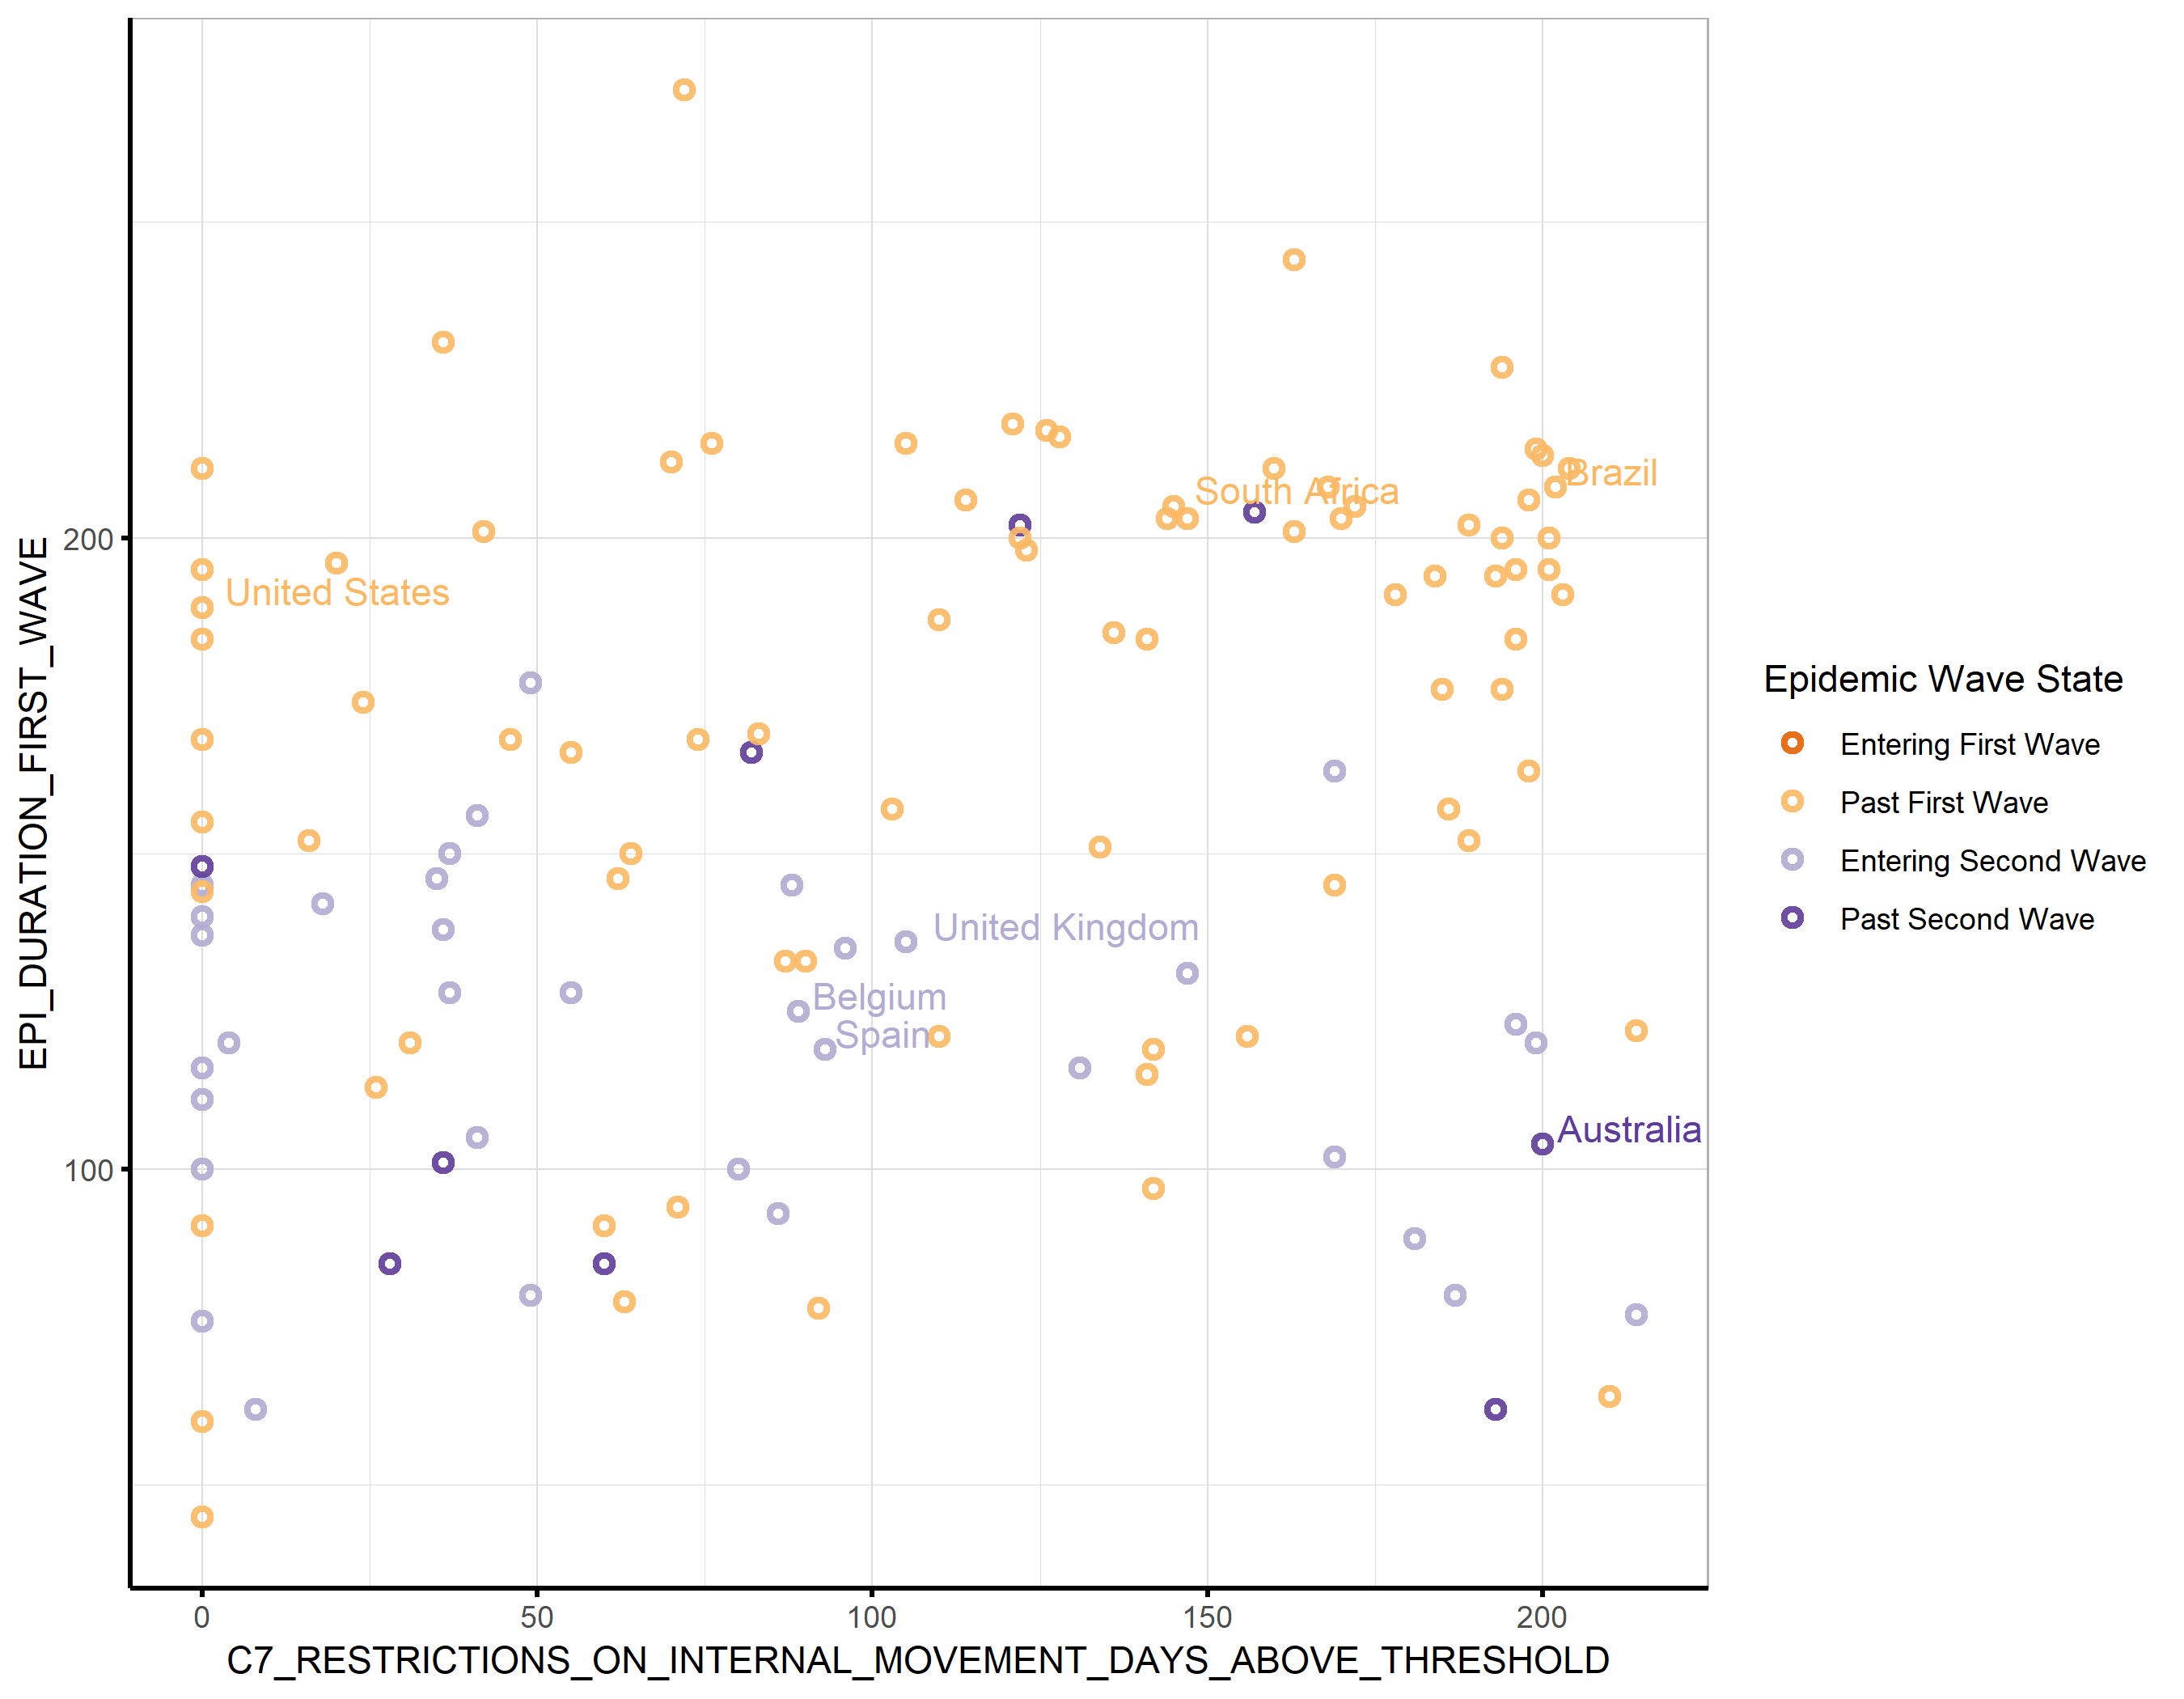 EPI_DURATION_FIRST_WAVE
200
100
United States
South Africa
Brazil
United Kingdom
Belgium
Spain
Australia
0
50
100
150
200
C7_RESTRICTIONS_ON_INTERNAL_MOVEMENT_DAYS_ABOVE_THRESHOLD
Epidemic Wave State
Entering First Wave
Past First Wave
Entering Second Wave
Past Second Wave